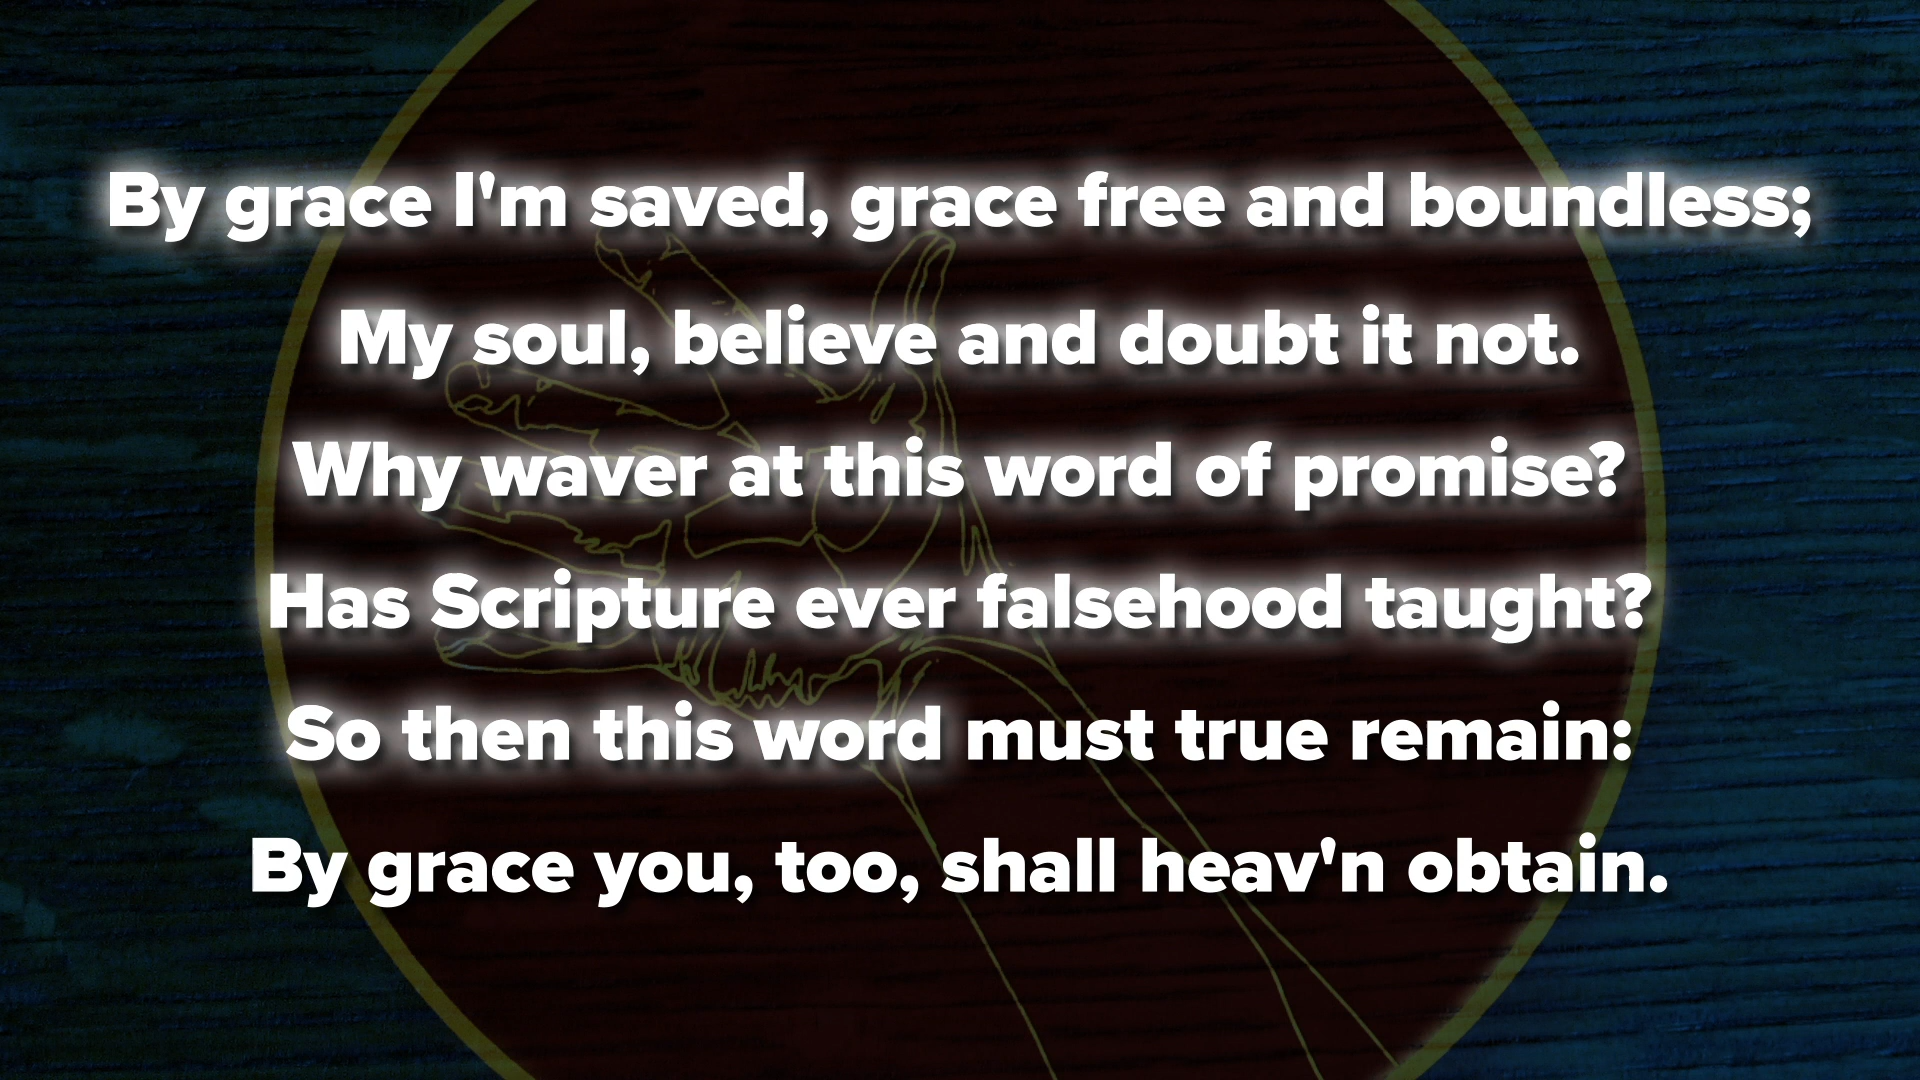 By grace I'm saved, grace free and boundless;
My soul, believe and doubt it not.
Why waver at this word of promise?
Has Scripture ever falsehood taught?
So then this word must true remain:
By grace you, too, shall heav'n obtain.